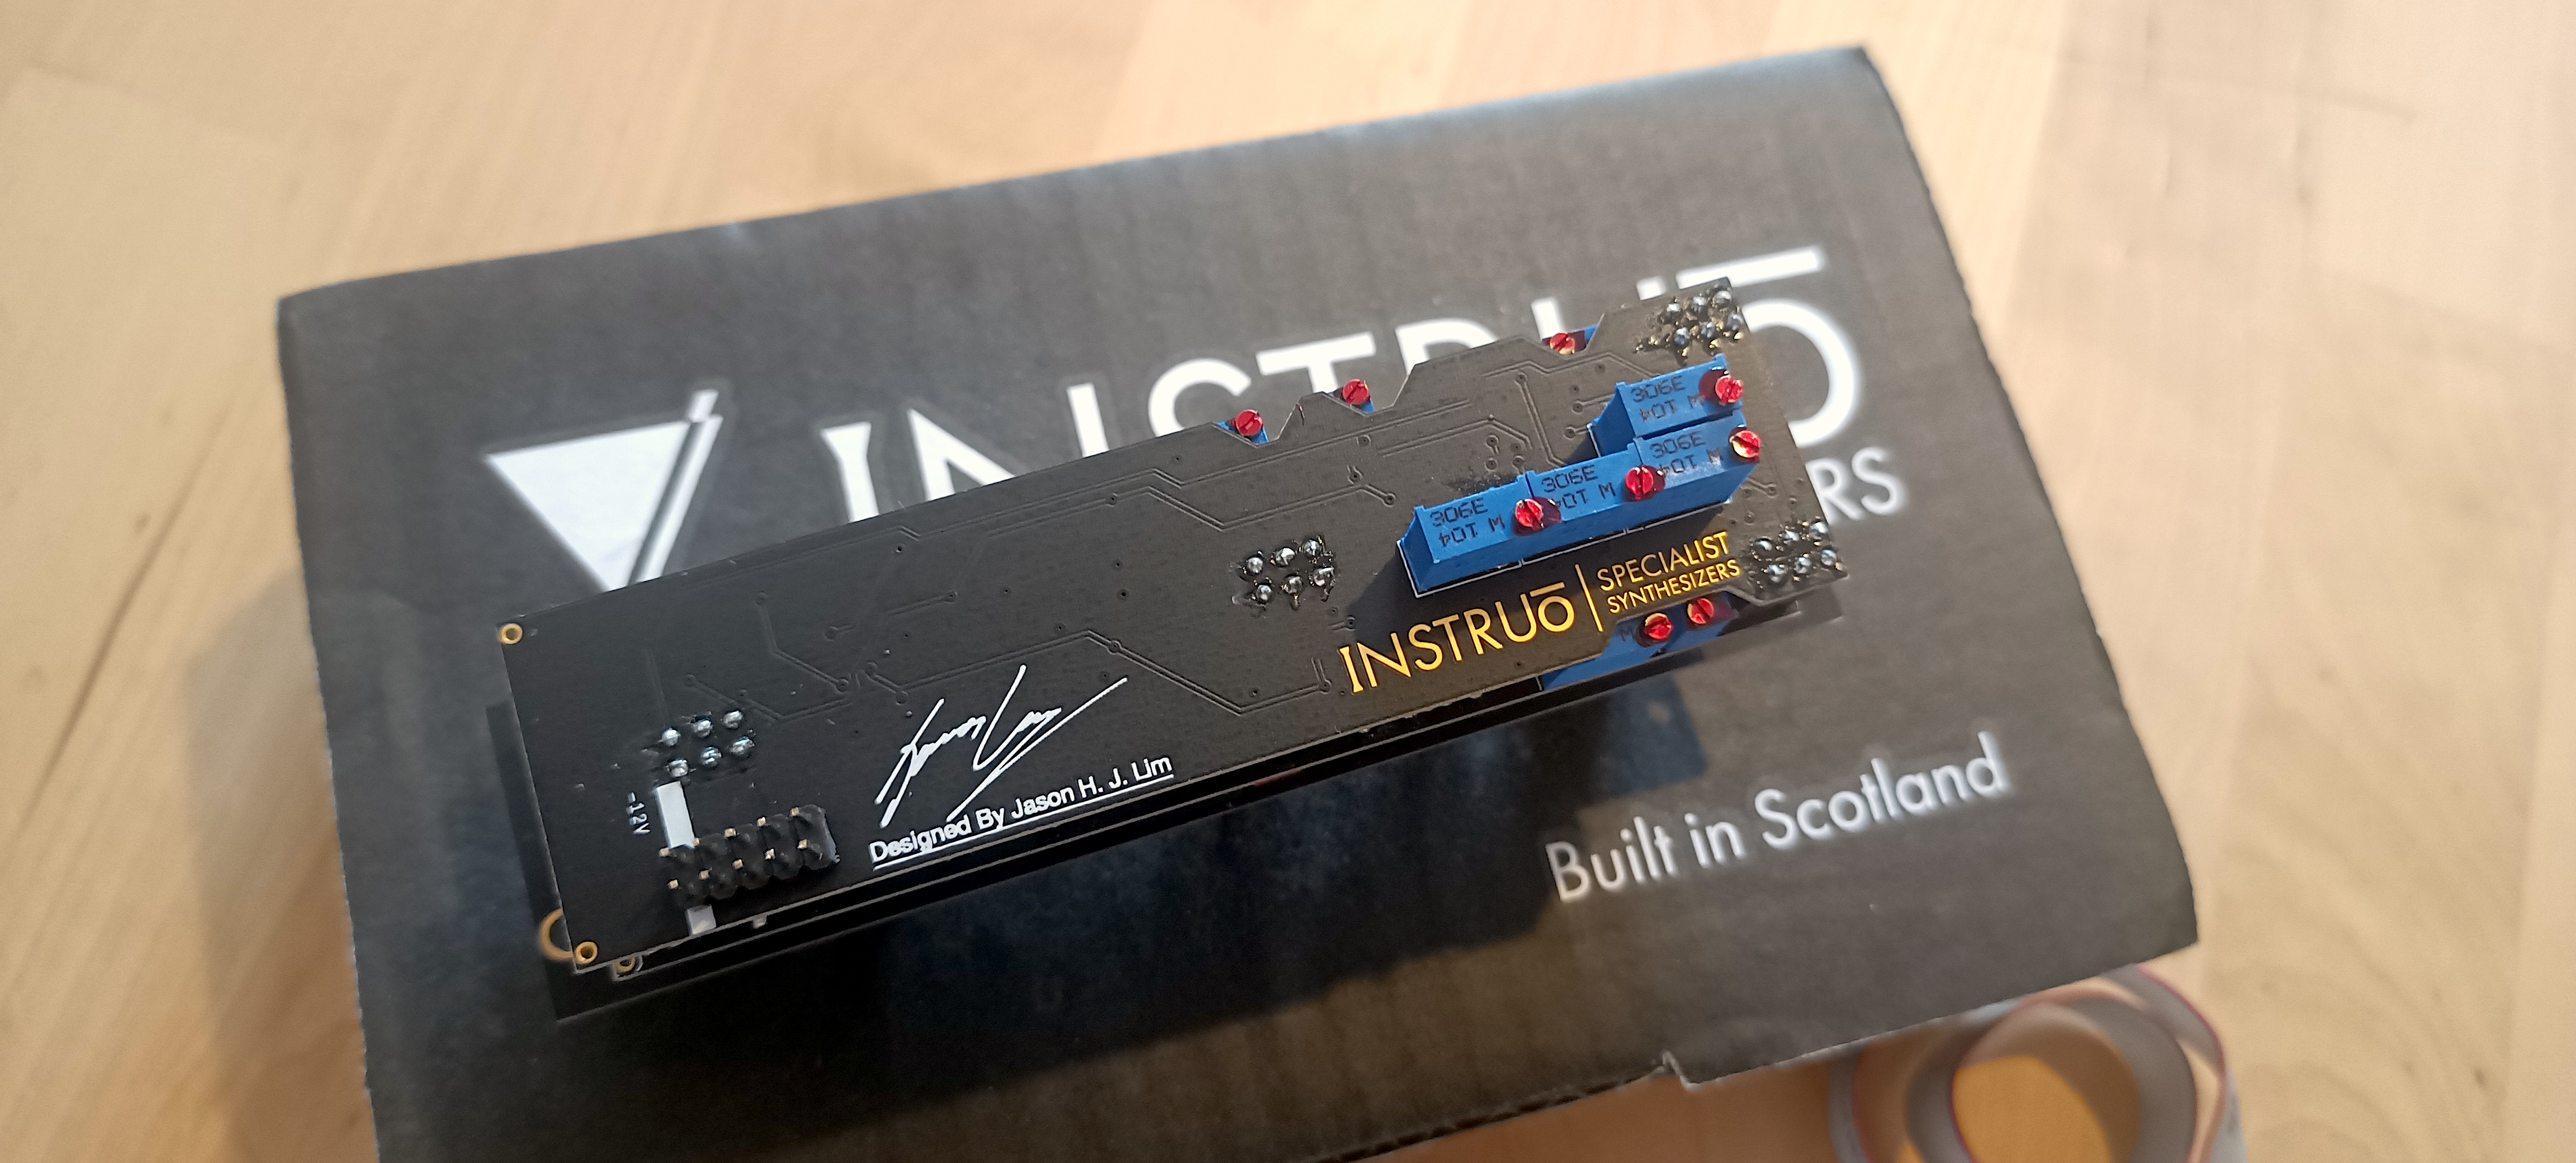 INSTRUŌ
RS
Built in Scotland
306E
104 M
306E
104 M
306E
104 M
306E
104 M
INSTRUŌ
SPECIALIST
SYNTHESIZERS
M
-12V
Designed By Jason H. J. Lim